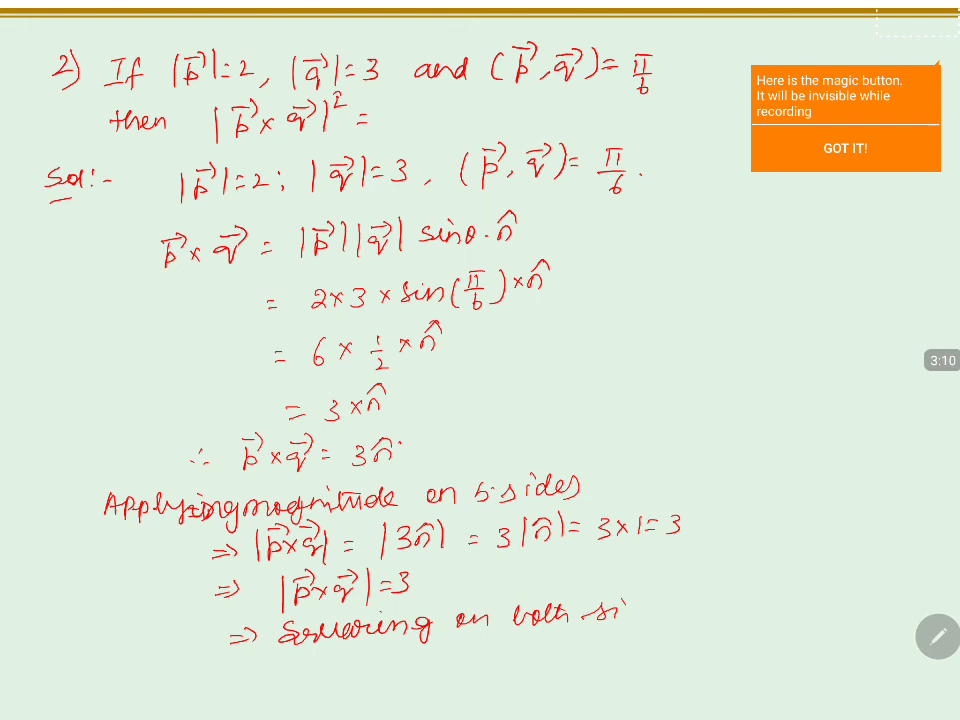 2) If |p⃗|=2, |q⃗|=3 and (p⃗, q⃗)= π/6
then |p⃗ × q⃗|² =
Sol:- |p⃗|=2; |q⃗|=3, (p⃗, q⃗)= π/6.
p⃗ × q⃗ = |p⃗||q⃗| sinθ. n̂
= 2×3 × sin(π/6) × n̂
= 6 × 1/2 × n̂
= 3 × n̂
∴ p⃗ × q⃗ = 3n̂.
Applying magnitude on b.sides
⇒ |p⃗×q⃗| = |3n̂| = 3|n̂| = 3×1=3
⇒ |p⃗×q⃗|=3
⇒ Squaring on both si
Here is the magic button.
It will be invisible while
recording
GOT IT!
3:10